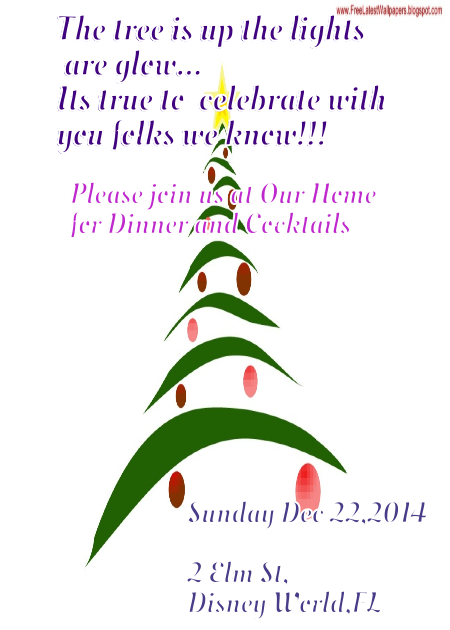 www.FreeLatestWallpapers.blogspot.com
The tree is up the lights
are glow...
Its true to celebrate with
you folks we know!!!
Please join us at Our Home
for Dinner and Cocktails
Sunday Dec 22,2014
2 Elm St,
Disney World,FL